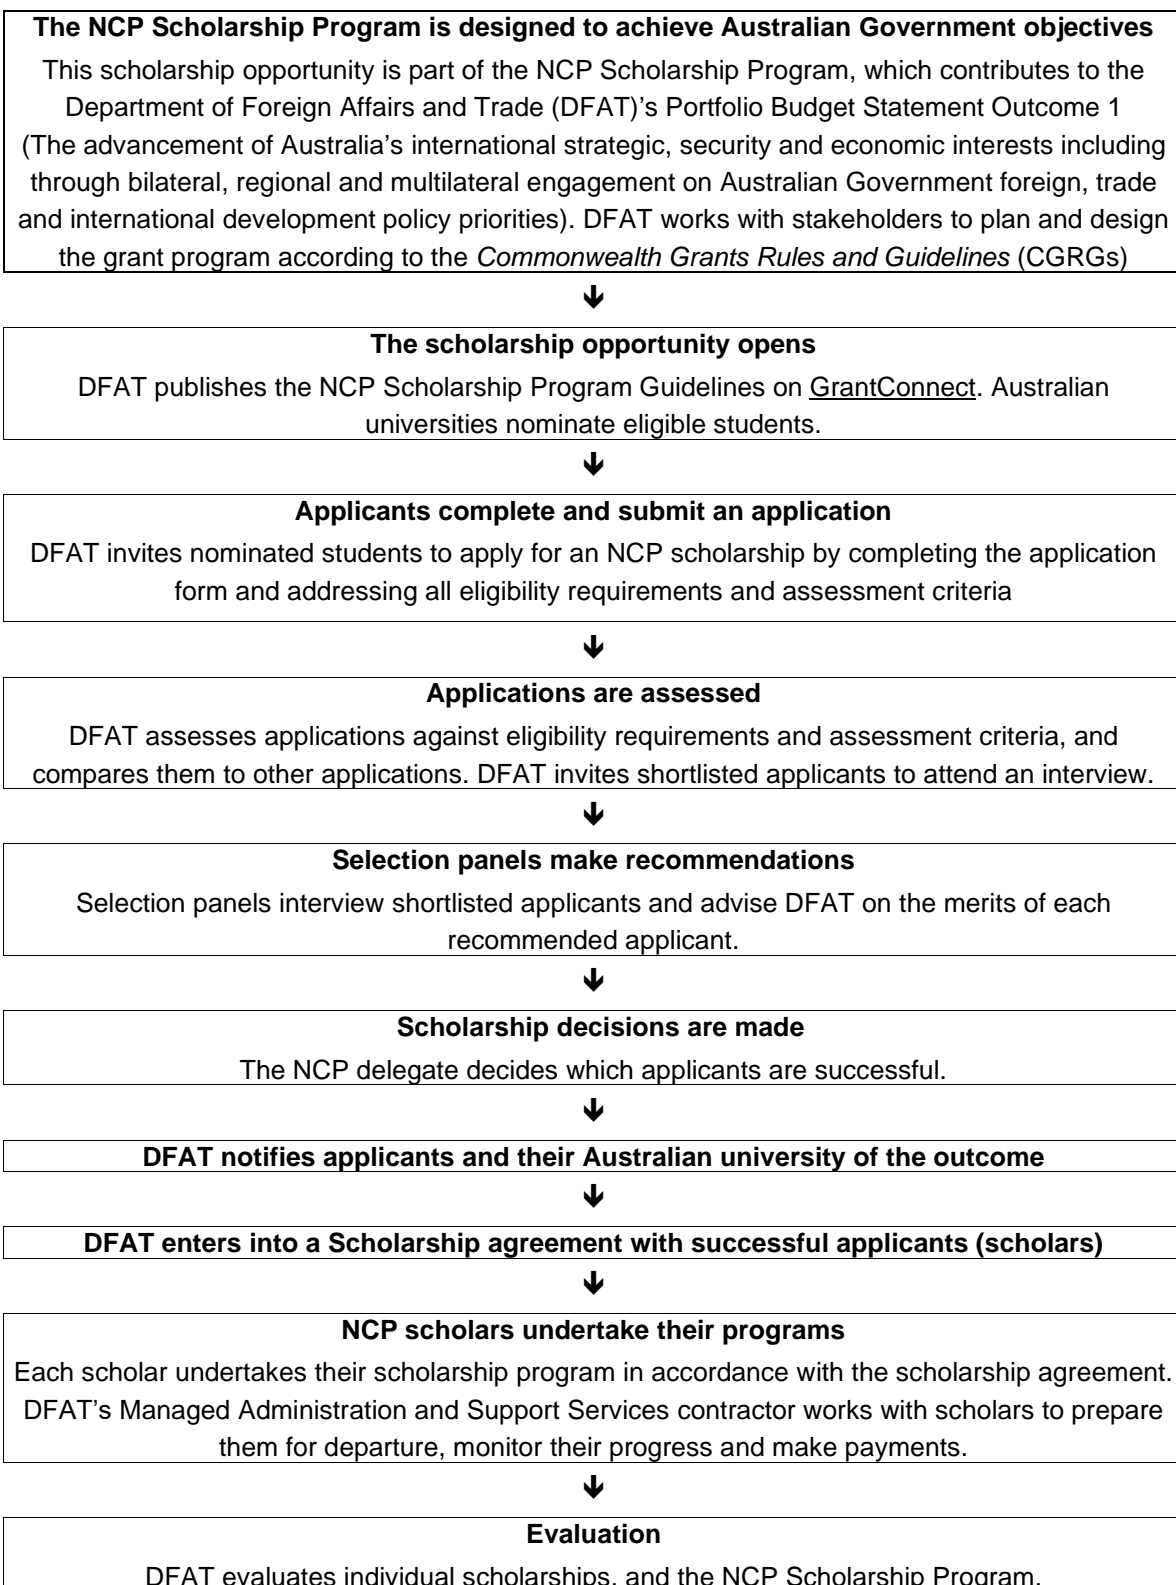 The NCP Scholarship Program is designed to achieve Australian Government objectives
This scholarship opportunity is part of the NCP Scholarship Program, which contributes to the
Department of Foreign Affairs and Trade (DFAT)'s Portfolio Budget Statement Outcome 1
(The advancement of Australia's international strategic, security and economic interests including
through bilateral, regional and multilateral engagement on Australian Government foreign, trade
and international development policy priorities). DFAT works with stakeholders to plan and design
the grant program according to the Commonwealth Grants Rules and Guidelines (CGRGs)
The scholarship opportunity opens
DFAT publishes the NCP Scholarship Program Guidelines on GrantConnect. Australian
universities nominate eligible students.
Applicants complete and submit an application
DFAT invites nominated students to apply for an NCP scholarship by completing the application
form and addressing all eligibility requirements and assessment criteria
Applications are assessed
DFAT assesses applications against eligibility requirements and assessment criteria, and
compares them to other applications. DFAT invites shortlisted applicants to attend an interview.
Selection panels make recommendations
Selection panels interview shortlisted applicants and advise DFAT on the merits of each
recommended applicant.
Scholarship decisions are made
The NCP delegate decides which applicants are successful.
DFAT notifies applicants and their Australian university of the outcome
DFAT enters into a Scholarship agreement with successful applicants (scholars)
NCP scholars undertake their programs
Each scholar undertakes their scholarship program in accordance with the scholarship agreement.
DFAT's Managed Administration and Support Services contractor works with scholars to prepare
them for departure, monitor their progress and make payments.
Evaluation
DFAT evaluates individual scholarships, and the NCP Scholarship Program.